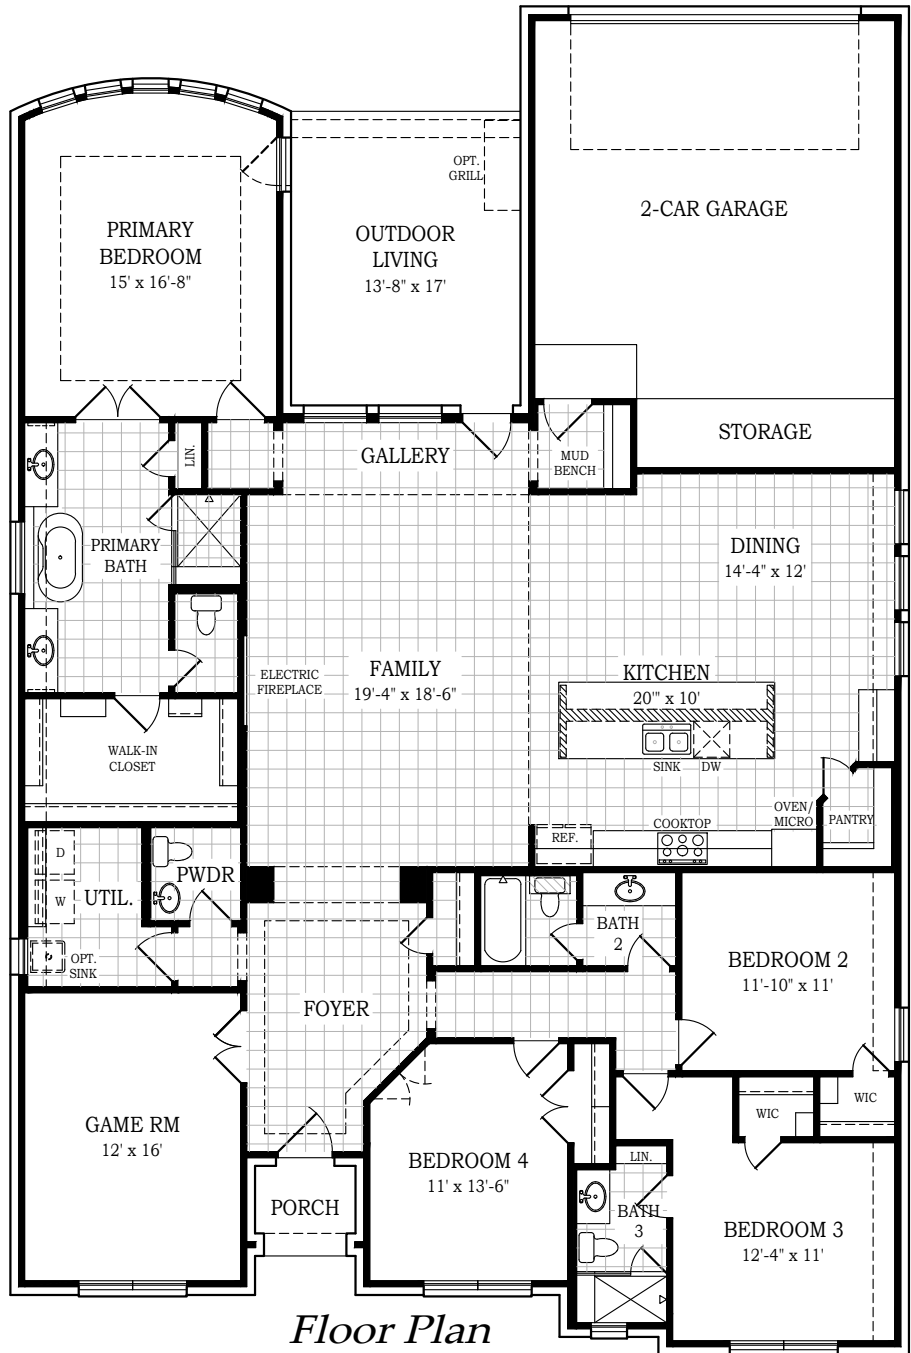 OPT.
GRILL
2-CAR GARAGE
PRIMARY
BEDROOM
15' x 16'-8"
OUTDOOR
LIVING
13'-8" x 17'
STORAGE
LIN.
GALLERY
MUD
BENCH
PRIMARY
BATH
DINING
14'-4" x 12'
ELECTRIC
FIREPLACE
FAMILY
19'-4" x 18'-6"
KITCHEN
20'" x 10'
WALK-IN
CLOSET
SINK
DW
OVEN/
MICRO
PANTRY
COOKTOP
REF.
D
W
UTIL.
PWDR
OPT.
SINK
BATH
2
BEDROOM 2
11'-10" x 11'
FOYER
WIC
WIC
GAME RM
12' x 16'
BEDROOM 4
11' x 13'-6"
LIN.
PORCH
BATH
3
BEDROOM 3
12'-4" x 11'
Floor Plan